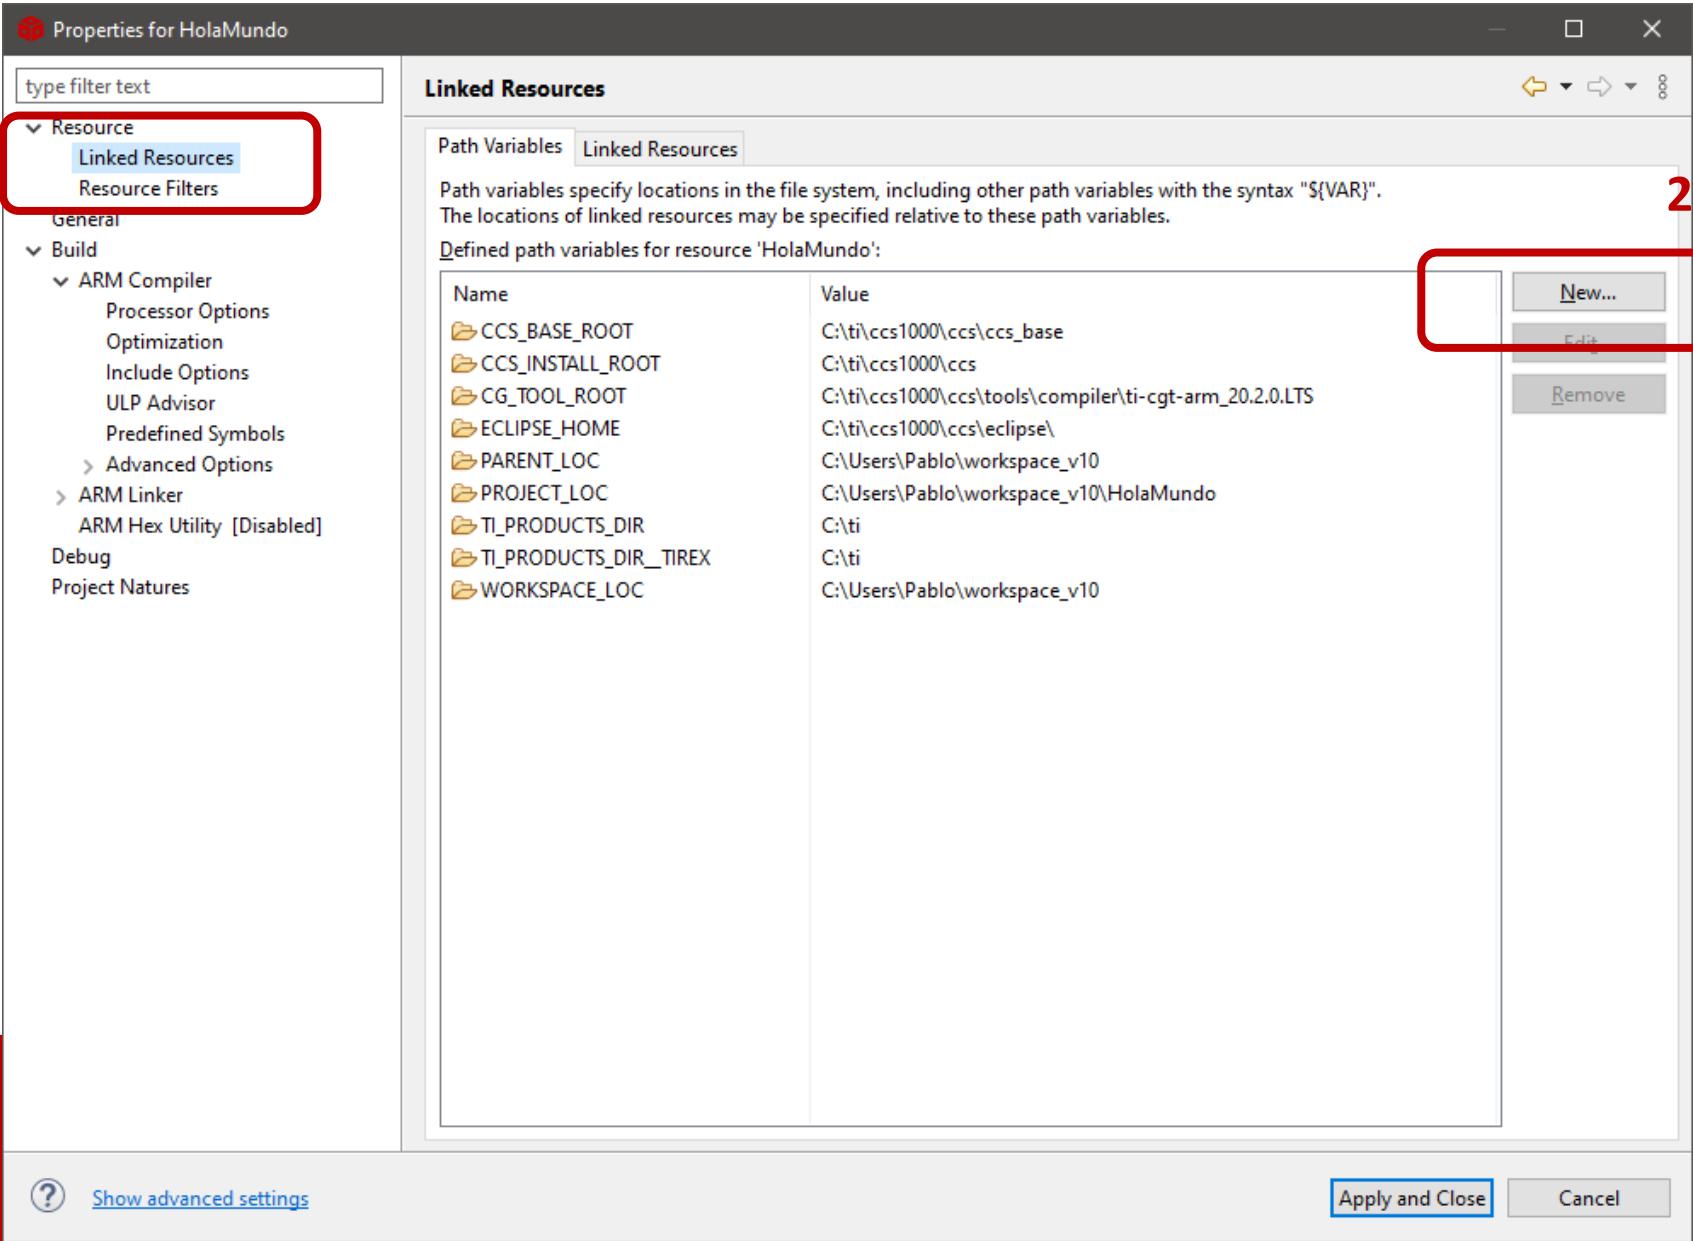 Properties for HolaMundo
type filter text
Resource
Linked Resources
Resource Filters
General
Build
ARM Compiler
Processor Options
Optimization
Include Options
ULP Advisor
Predefined Symbols
Advanced Options
ARM Linker
ARM Hex Utility [Disabled]
Debug
Project Natures
Linked Resources
Path Variables Linked Resources
Path variables specify locations in the file system, including other path variables with the syntax "${VAR}".
The locations of linked resources may be specified relative to these path variables.
2
Defined path variables for resource 'HolaMundo':
Name Value
CCS_BASE_ROOT C:\ti\ccs1000\ccs\ccs_base
CCS_INSTALL_ROOT C:\ti\ccs1000\ccs
CG_TOOL_ROOT C:\ti\ccs1000\ccs\tools\compiler\ti-cgt-arm_20.2.0.LTS
ECLIPSE_HOME C:\ti\ccs1000\ccs\eclipse\
PARENT_LOC C:\Users\Pablo\workspace_v10
PROJECT_LOC C:\Users\Pablo\workspace_v10\HolaMundo
TI_PRODUCTS_DIR C:\ti
TI_PRODUCTS_DIR__TIREX C:\ti
WORKSPACE_LOC C:\Users\Pablo\workspace_v10
New...
Edit...
Remove
Show advanced settings
Apply and Close
Cancel